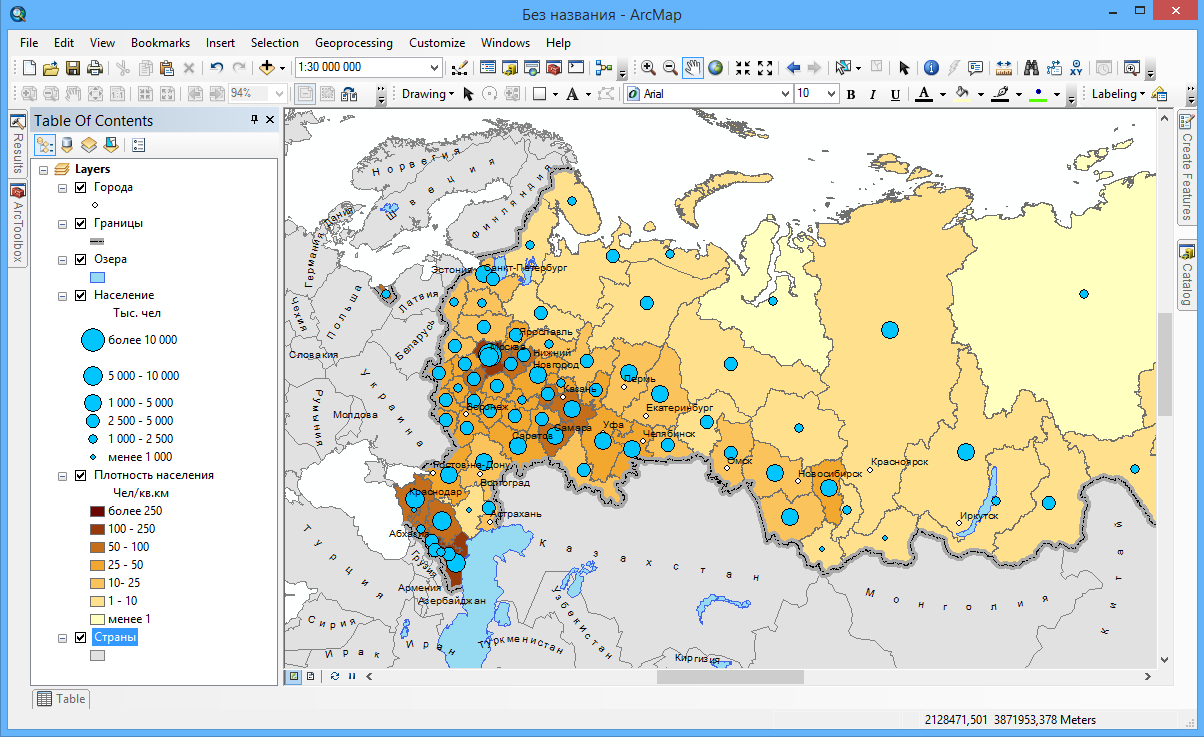 Без названия - ArcMap
File Edit View Bookmarks Insert Selection Geoprocessing Customize Windows Help
1:30 000 000
94% Drawing Arial 10 B I U A Labeling
Results
ArcToolbox
Table Of Contents
Layers
Города
Границы
Озера
Население
Тыс. чел
более 10 000
5 000 - 10 000
1 000 - 5 000
2 500 - 5 000
1 000 - 2 500
менее 1 000
Плотность населения
Чел/кв.км
более 250
100 - 250
50 - 100
25 - 50
10- 25
1 - 10
менее 1
Страны
Норвегия
Швеция
Финляндия
Дания
Германия
Эстония
Санкт-Петербург
Латвия
Польша
Чехия
Беларусь
Словакия
Ярославль
Москва
Нижний
Новгород
Казань
Пермь
Украина
Румыния
Молдова
Воронеж
Екатеринбург
Самара
Уфа
Саратов
Челябинск
Омск
Новосибирск
Красноярск
Иркутск
Ростов-на-Дону
Волгоград
Краснодар
Астрахань
Абхазия
Грузия
Армения
Азербайджан
Турция
Казахстан
Монголия
Китай
Сирия
Ирак
Иран
Туркменистан
Узбекистан
Киргизия
Create Features
Catalog
Table
2128471,501 3871953,378 Meters